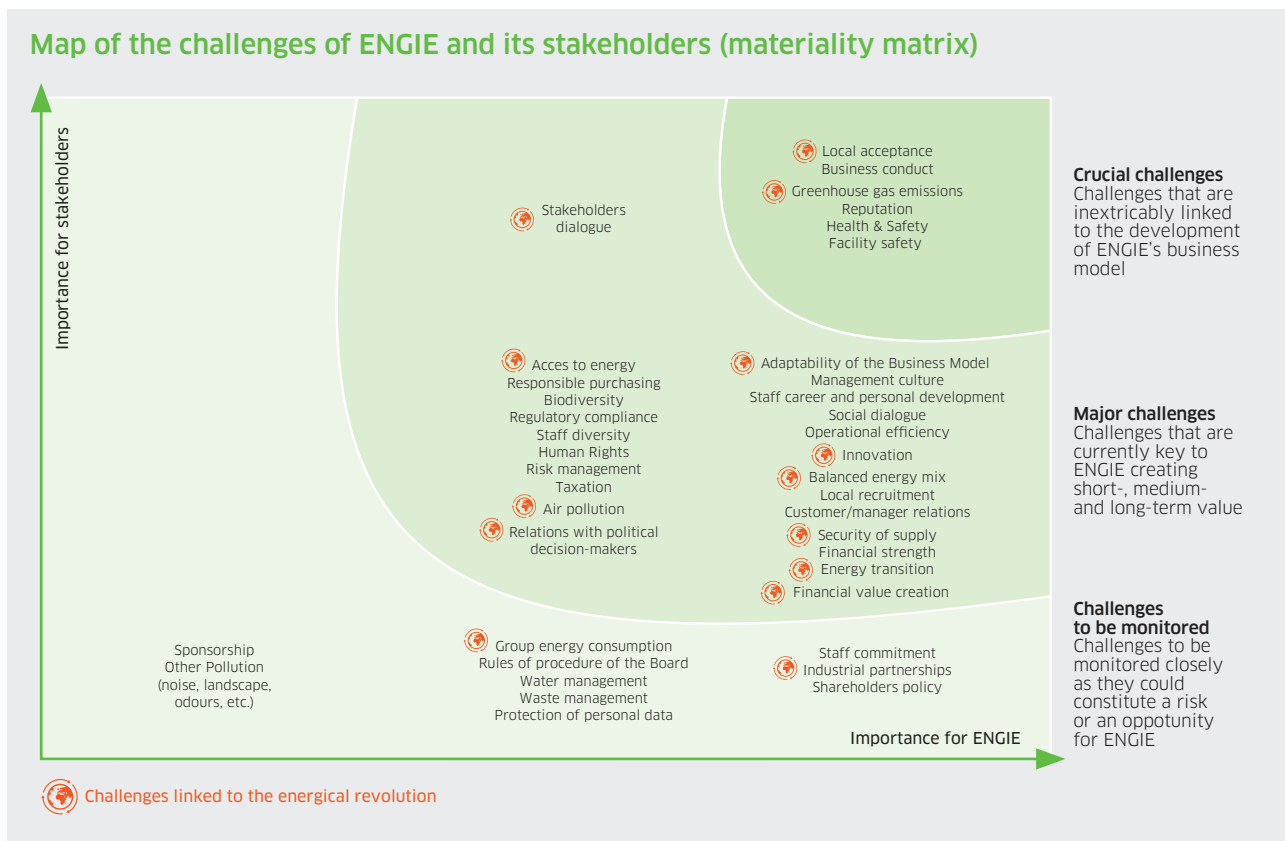 Map of the challenges of ENGIE and its stakeholders (materiality matrix)
Importance for stakeholders
Local acceptance
Business conduct
Greenhouse gas emissions
Reputation
Health & Safety
Facility safety
Stakeholders
dialogue
Acces to energy
Responsible purchasing
Biodiversity
Regulatory compliance
Staff diversity
Human Rights
Risk management
Taxation
Air pollution
Relations with political
decision-makers
Adaptability of the Business Model
Management culture
Staff career and personal development
Social dialogue
Operational efficiency
Innovation
Balanced energy mix
Local recruitment
Customer/manager relations
Security of supply
Financial strength
Energy transition
Financial value creation
Sponsorship
Other Pollution
(noise, landscape,
odours, etc.)
Group energy consumption
Rules of procedure of the Board
Water management
Waste management
Protection of personal data
Staff commitment
Industrial partnerships
Shareholders policy
Importance for ENGIE
Crucial challenges
Challenges that are
inextricably linked
to the development
of ENGIE's business
model
Major challenges
Challenges that are
currently key to
ENGIE creating
short-, medium-
and long-term value
Challenges
to be monitored
Challenges to be
monitored closely
as they could
constitute a risk
or an oppotunity
for ENGIE
Challenges linked to the energical revolution